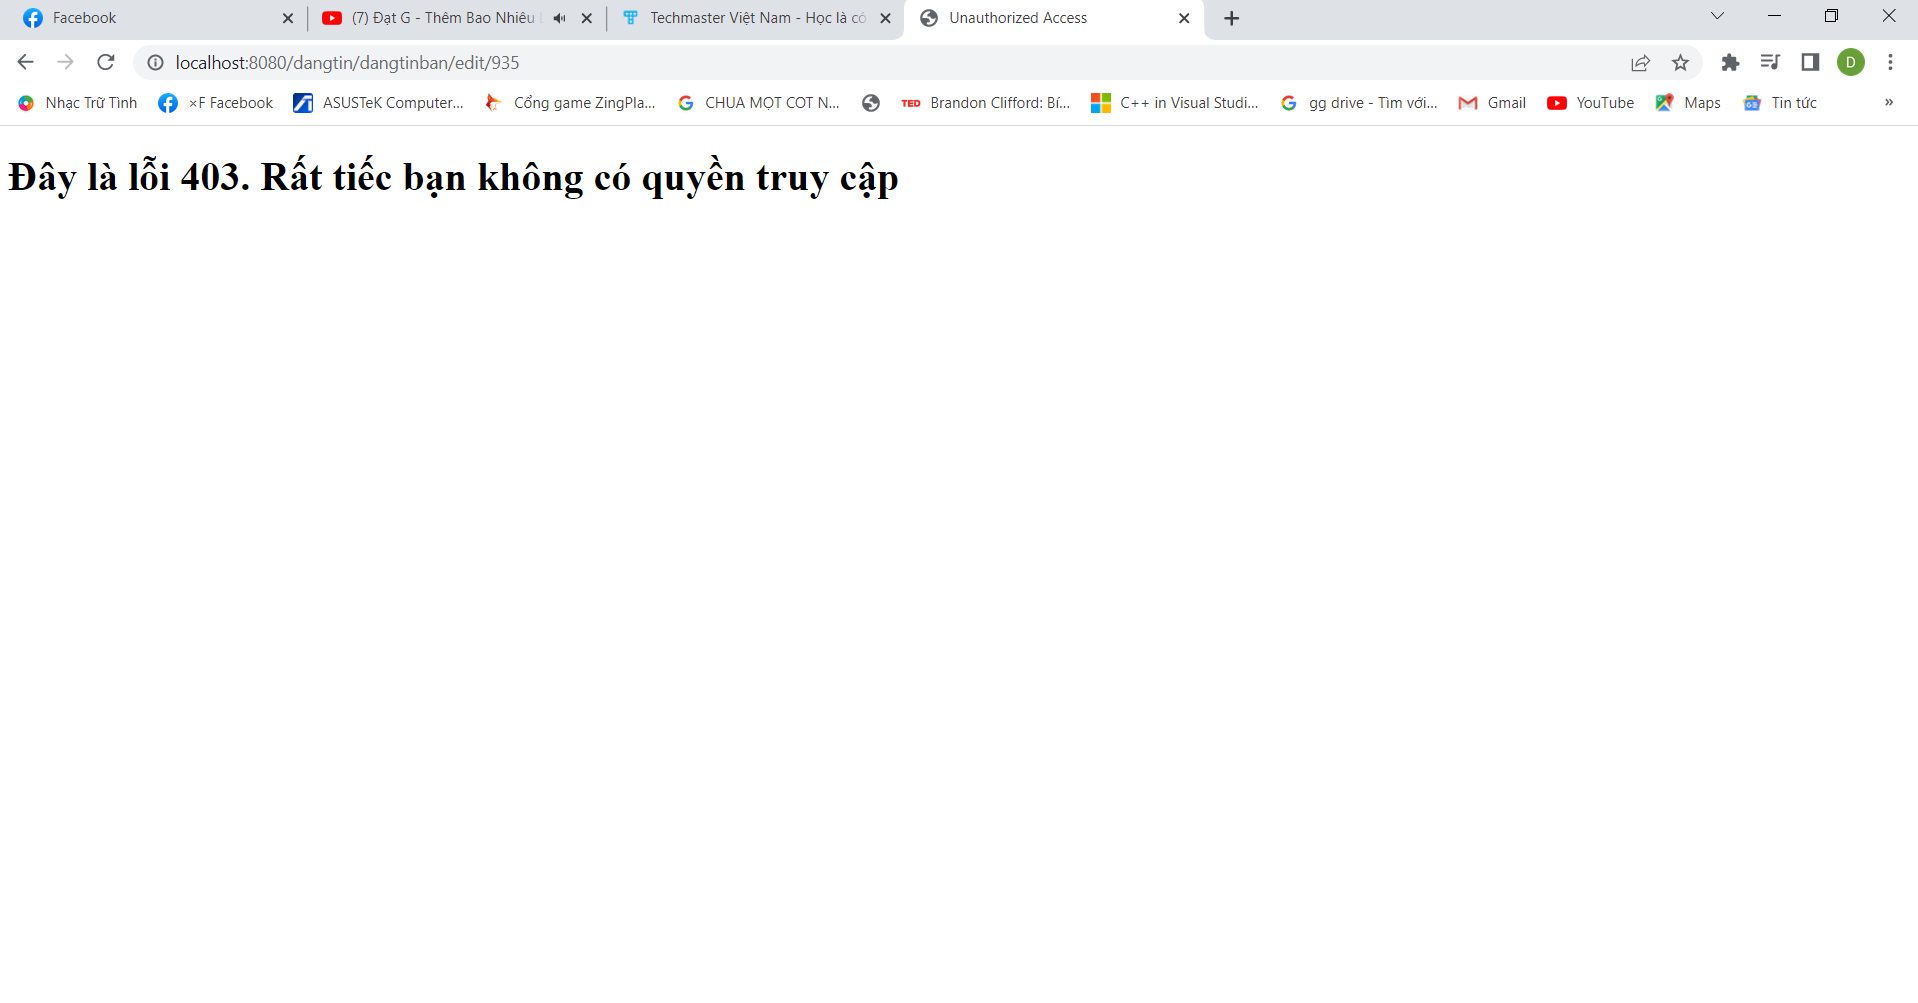 Facebook
(7) Đạt G - Thêm Bao Nhiêu
Techmaster Việt Nam - Học là có
Unauthorized Access
localhost:8080/dangtin/dangtinban/edit/935
D
Nhạc Trữ Tình
×F Facebook
ASUSTeK Computer...
Cổng game ZingPla...
CHUA MỌT COT N...
TED
Brandon Clifford: Bí...
C++ in Visual Studi...
gg drive - Tìm với...
Gmail
YouTube
Maps
Tin tức
»
Đây là lỗi 403. Rất tiếc bạn không có quyền truy cập